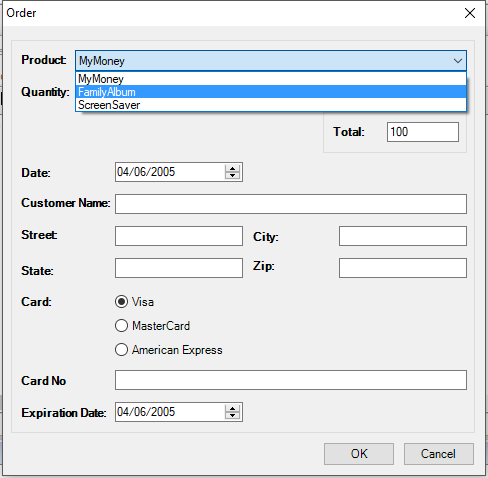 Order
Product: MyMoney
MyMoney
Quantity: FamilyAlbum
ScreenSaver
Total: 100
Date: 04/06/2005
Customer Name:
Street: City:
State: Zip:
Card: Visa
MasterCard
American Express
Card No
Expiration Date: 04/06/2005
OK Cancel